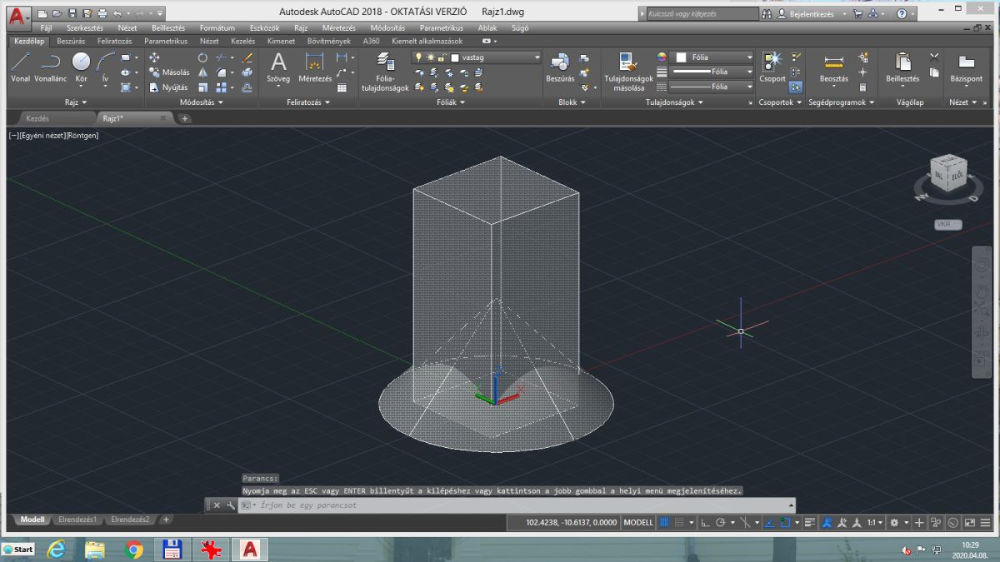 Autodesk AutoCAD 2018 - OKTATÁSI VERZIÓ Rajz1.dwg
Kulcsszó vagy kifejezés
Bejelentkezés
Fájl Szerkesztés Nézet Beillesztés Formátum Eszközök Rajz Méretezés Módosítás Parametrikus Ablak Súgó
Kezdőlap Beszúrás Feliratozás Parametrikus Nézet Kezelés Kimenet Bővítmények A360 Kiemelt alkalmazások
Vonal Vonallánc Kör Ív
Másolás
Nyújtás
Szöveg Méretezés
Fólia-
tulajdonságok
vastag
Beszúrás
Tulajdonságok
másolása
Fólia
Fólia
Fólia
Csoport
Beosztás
Beillesztés
Bázispont
Rajz Módosítás Feliratozás Fóliák Blokk Tulajdonságok Csoportok Segédprogramok Vágólap Nézet
Kezdés Rajz1*
[−][Egyéni nézet][Röntgen]
BAL ELÖL
NY D
VKR
Parancs:
Nyomja meg az ESC vagy ENTER billentyűt a kilépéshez vagy kattintson a jobb gombbal a helyi menü megjelenítéséhez.
Írjon be egy parancsot
Modell Elrendezés1 Elrendezés2
102.4238, -10.6137, 0.0000 MODELL
1:1
Start
10:29
2020.04.08.